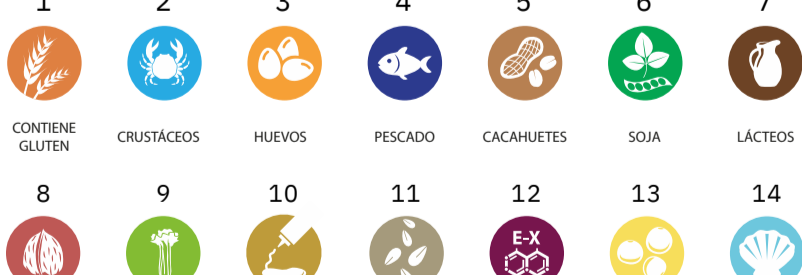 1 2 3 4 5 6 7
CONTIENE
GLUTEN
CRUSTÁCEOS HUEVOS PESCADO CACAHUETES SOJA LÁCTEOS
8 9 10 11 12 13 14
E-X